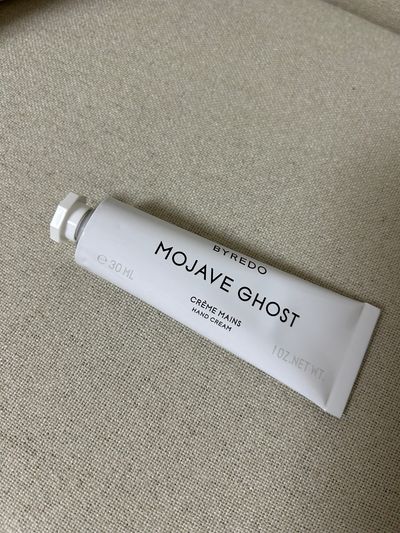 BYREDO
MOJAVE GHOST
℮ 30 ML
CRÈME MAINS
HAND CREAM
1 OZ. NET WT.